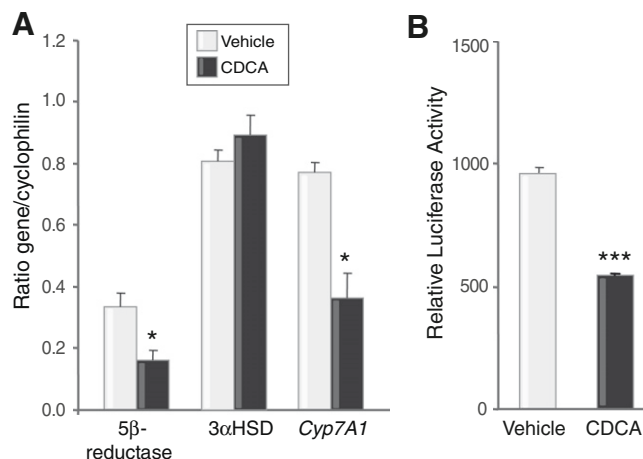 A
Ratio gene/cyclophilin
1.2
1.0
0.8
0.6
0.4
0.2
0.0
Vehicle
CDCA
*
*
5β-
reductase
3αHSD
Cyp7A1
B
Relative Luciferase Activity
1500
1000
500
0
***
Vehicle
CDCA